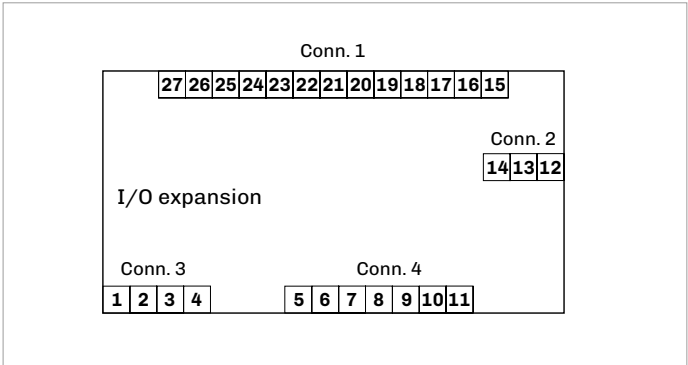 Conn. 1
27 26 25 24 23 22 21 20 19 18 17 16 15
Conn. 2
14 13 12
I/O expansion
Conn. 3
Conn. 4
1 2 3 4
5 6 7 8 9 10 11